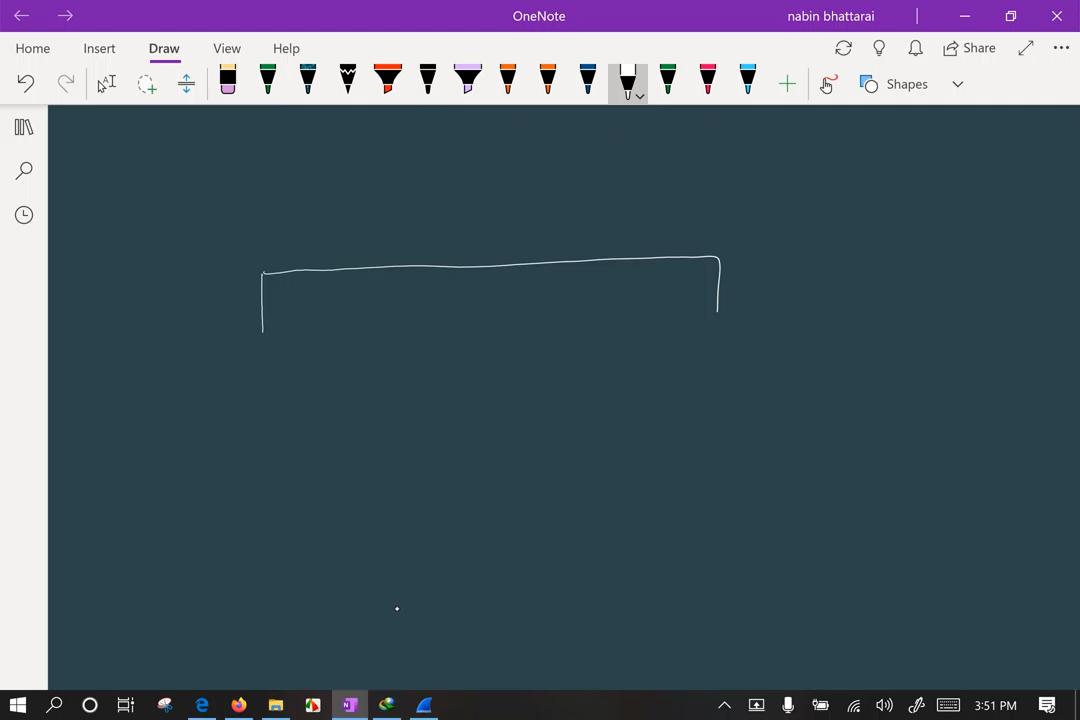 OneNote
nabin bhattarai
Home
Insert
Draw
View
Help
Share
Shapes
3:51 PM